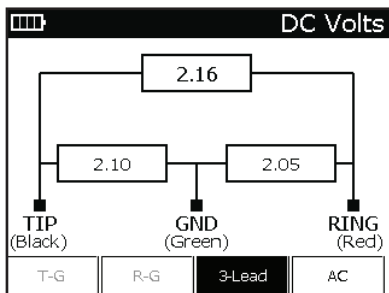 DC Volts
2.16
2.10 2.05
TIP GND RING
(Black) (Green) (Red)
T-G R-G 3-Lead AC